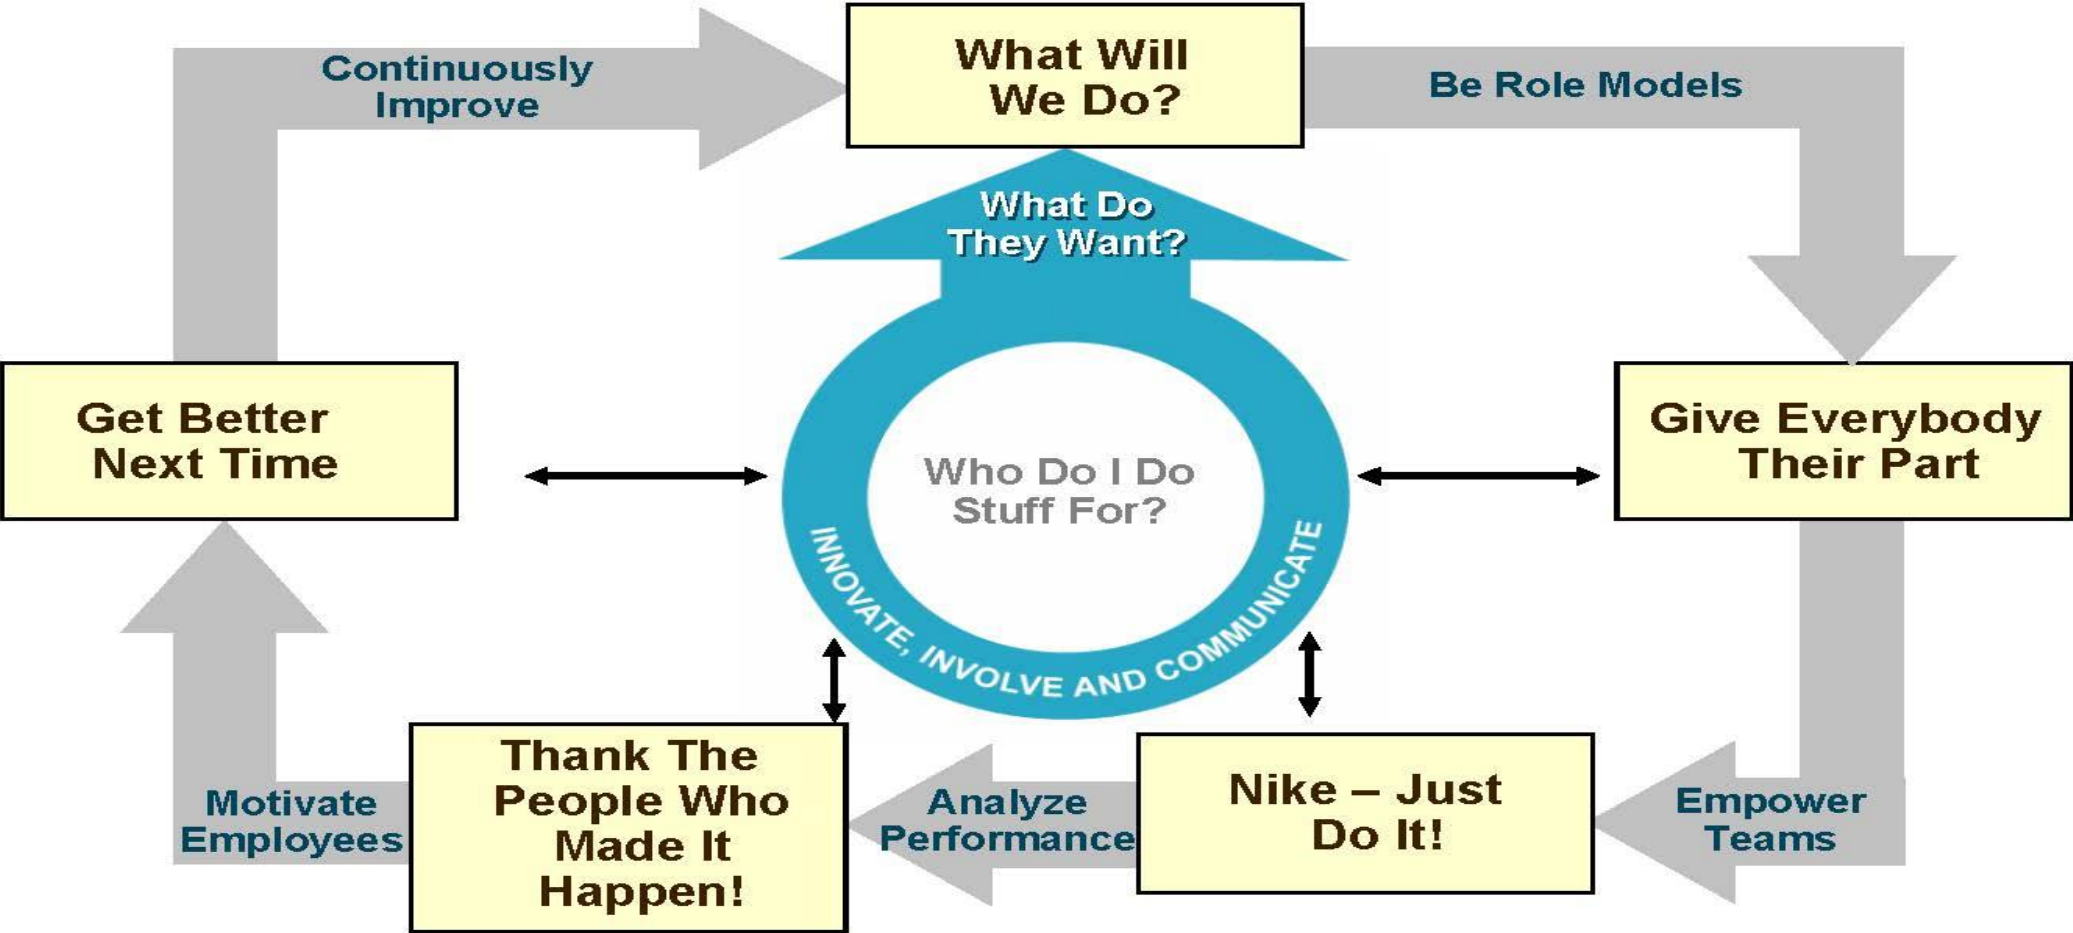 Continuously
Improve
What Will
We Do?
Be Role Models
What Do
They Want?
Get Better
Next Time
Who Do I Do
Stuff For?
Give Everybody
Their Part
INNOVATE, INVOLVE AND COMMUNICATE
Motivate
Employees
Thank The
People Who
Made It
Happen!
Analyze
Performance
Nike – Just
Do It!
Empower
Teams